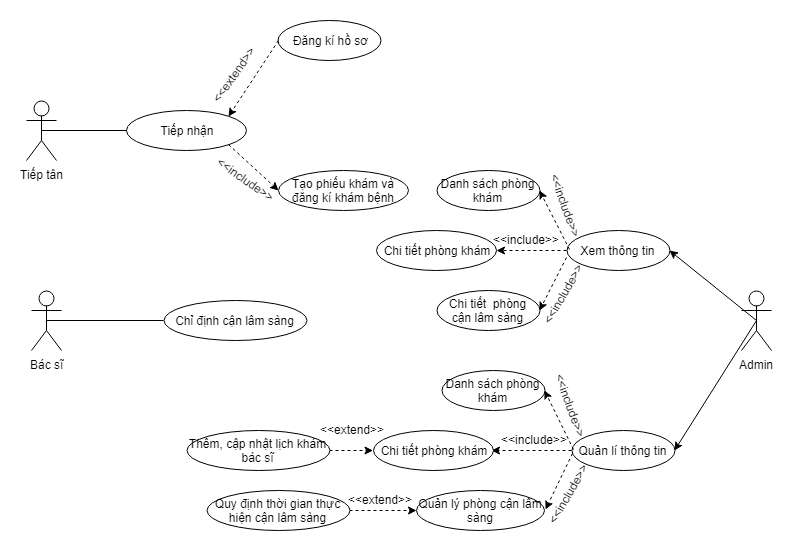 Đăng kí hồ sơ
<<extend>>
Tiếp nhận
Tiếp tân
<<include>>
Tạo phiếu khám và
đăng kí khám bệnh
Danh sách phòng
khám
<<include>>
Chi tiết phòng khám
<<include>>
Xem thông tin
Chi tiết phòng
cận lâm sàng
<<include>>
Chỉ định cận lâm sàng
Bác sĩ
Admin
Danh sách phòng
khám
<<include>>
Thêm, cập nhật lịch khám
bác sĩ
<<extend>>
Chi tiết phòng khám
<<include>>
Quản lí thông tin
Quy định thời gian thực
hiện cận lâm sàng
<<extend>>
Quản lý phòng cận lâm
sàng
<<include>>